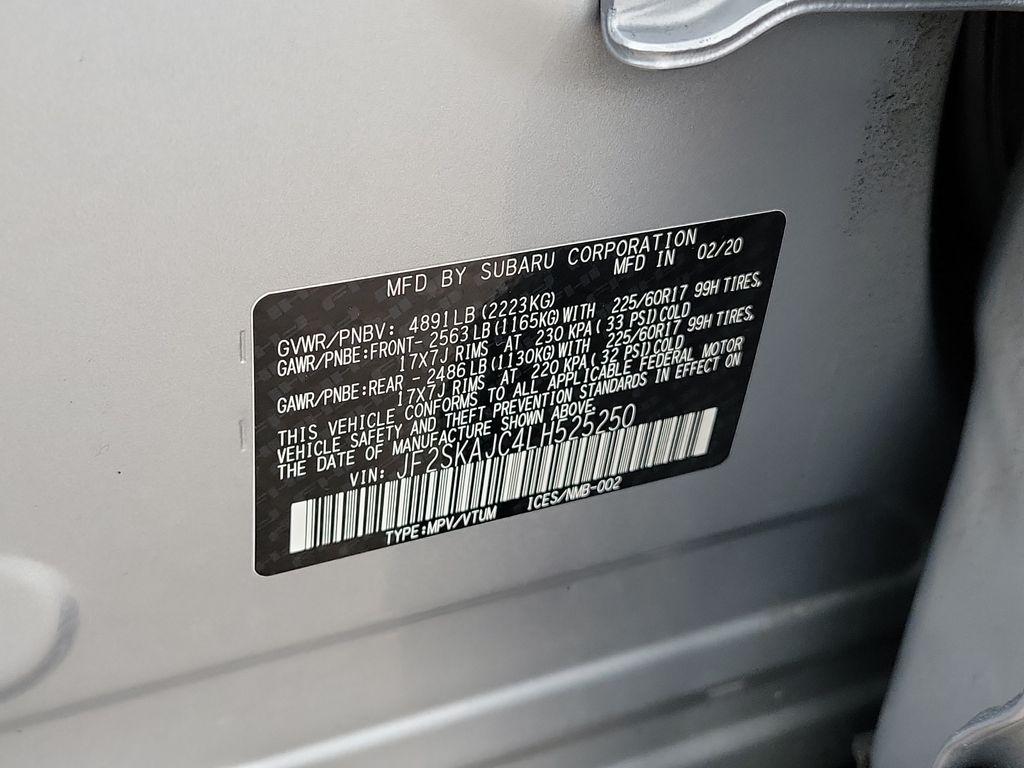 MFD BY SUBARU CORPORATION
MFD IN 02/20
GVWR/PNBV: 4891LB(2223KG)
GAWR/PNBE:FRONT- 2563LB(1165KG)WITH 225/60R17 99H TIRES,
17X7J RIMS AT 230 KPA( 33 PSI)COLD
GAWR/PNBE:REAR - 2486LB(1130KG)WITH 225/60R17 99H TIRES,
17X7J RIMS AT 220 KPA( 32 PSI)COLD
THIS VEHICLE CONFORMS TO ALL APPLICABLE FEDERAL MOTOR
VEHICLE SAFETY AND THEFT PREVENTION STANDARDS IN EFFECT ON
THE DATE OF MANUFACTURE SHOWN ABOVE.
VIN: JF2SKAJC4LH525250
TYPE:MPV/VTUM ICES/NMB-002